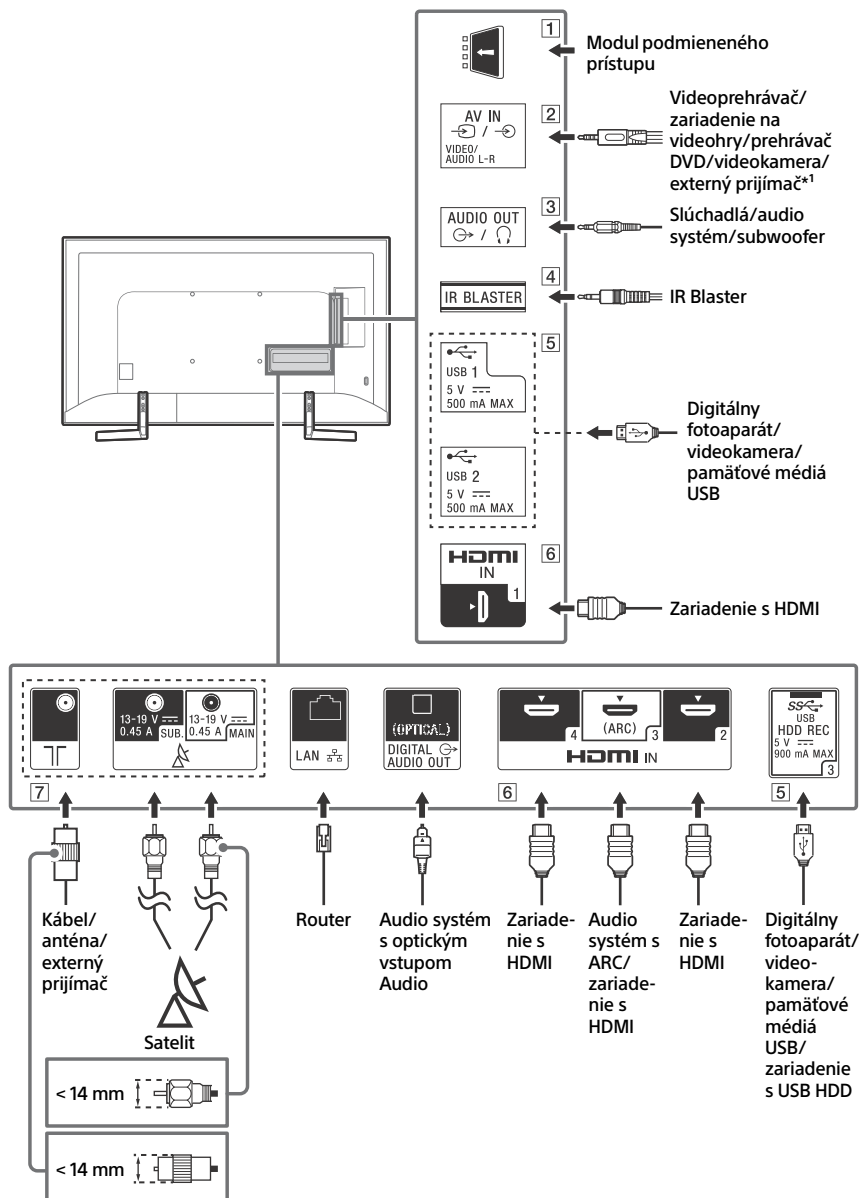 1
Modul podmieneného
prístupu
AV IN
/
VIDEO/
AUDIO L-R
2
Videoprehrávač/
zariadenie na
videohry/prehrávač
DVD/videokamera/
externý prijímač*1
AUDIO OUT
/
3
Slúchadlá/audio
systém/subwoofer
4
IR BLASTER
IR Blaster
5
USB 1
5 V
500 mA MAX
USB 2
5 V
500 mA MAX
Digitálny
fotoaparát/
videokamera/
pamäťové médiá
USB
HDMI
IN
1
6
Zariadenie s HDMI
13-19 V
0.45 A
SUB.
13-19 V
0.45 A
MAIN
LAN
(OPTICAL)
DIGITAL
AUDIO OUT
4
(ARC)
3
2
HDMI IN
SS
USB
HDD REC
5 V
900 mA MAX
3
7
6
5
Kábel/
anténa/
externý
prijímač
Satelit
Router
Audio systém
s optickým
vstupom
Audio
Zariade-
nie s
HDMI
Audio
systém s
ARC/
zariade-
nie s
HDMI
Zariade-
nie s
HDMI
Digitálny
fotoaparát/
video-
kamera/
pamäťové
médiá
USB/
zariadenie
s USB HDD
< 14 mm
< 14 mm